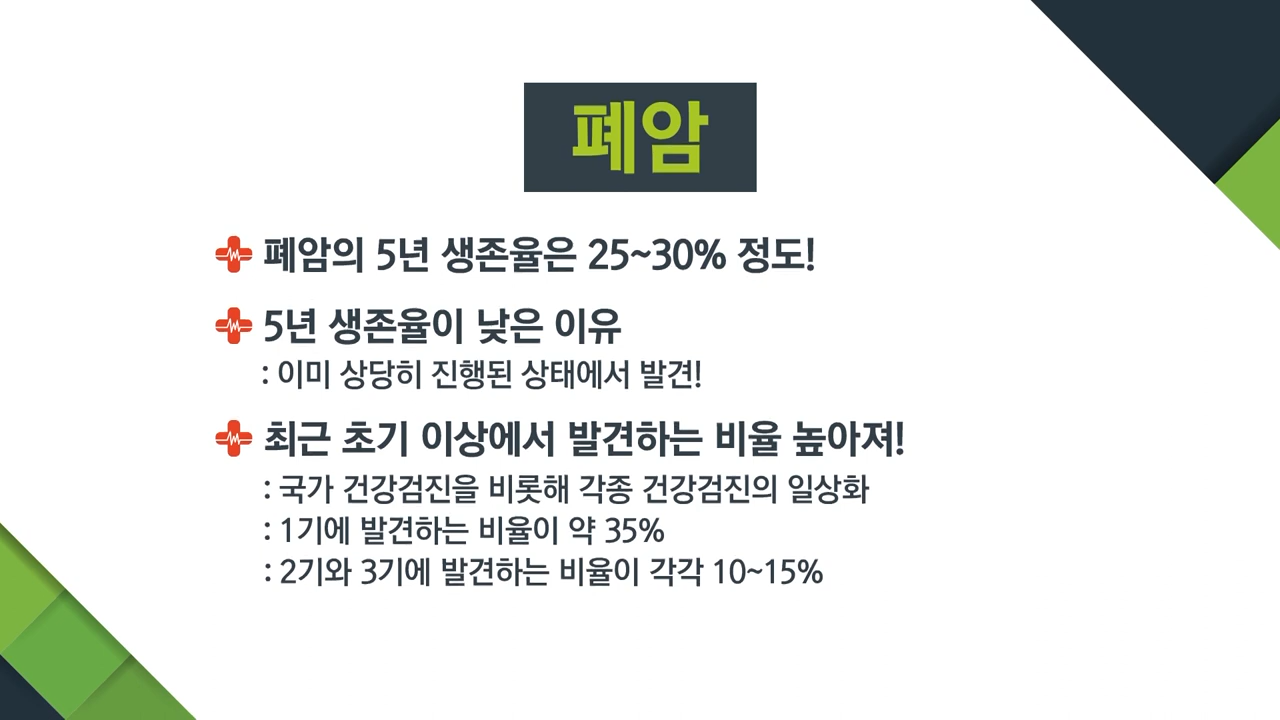 폐암
폐암의 5년 생존율은 25~30% 정도!
5년 생존율이 낮은 이유
: 이미 상당히 진행된 상태에서 발견!
최근 초기 이상에서 발견하는 비율 높아져!
: 국가 건강검진을 비롯해 각종 건강검진의 일상화
: 1기에 발견하는 비율이 약 35%
: 2기와 3기에 발견하는 비율이 각각 10~15%